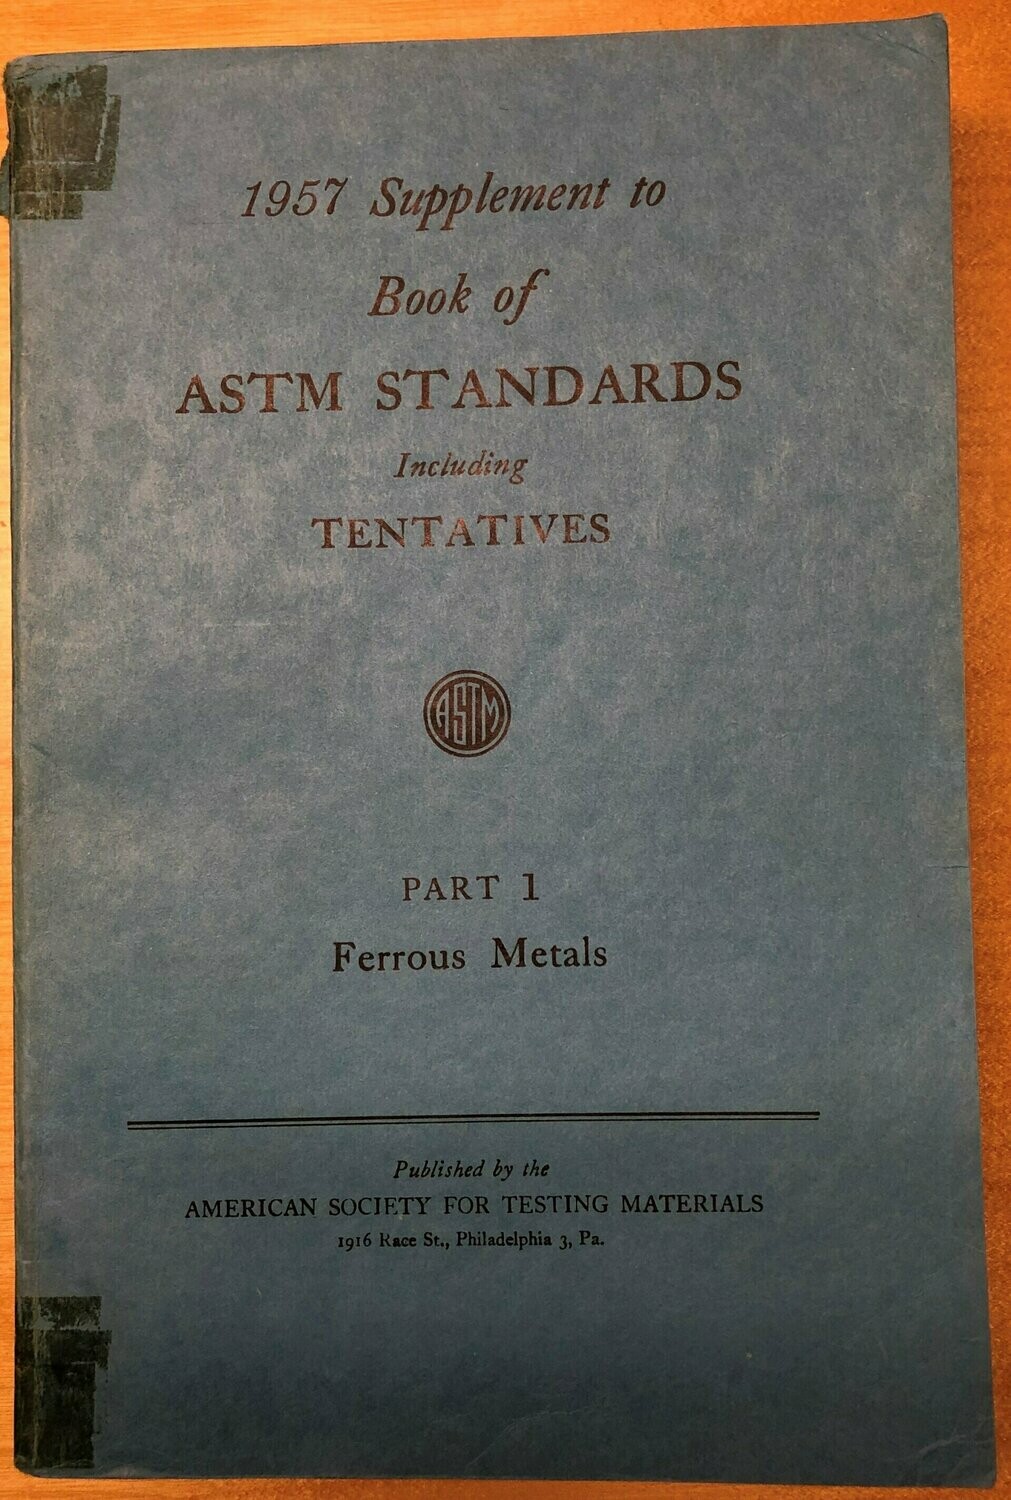 1957 Supplement to
Book of
ASTM STANDARDS
Including
TENTATIVES
ASTM
PART 1
Ferrous Metals
Published by the
AMERICAN SOCIETY FOR TESTING MATERIALS
1916 Race St., Philadelphia 3, Pa.